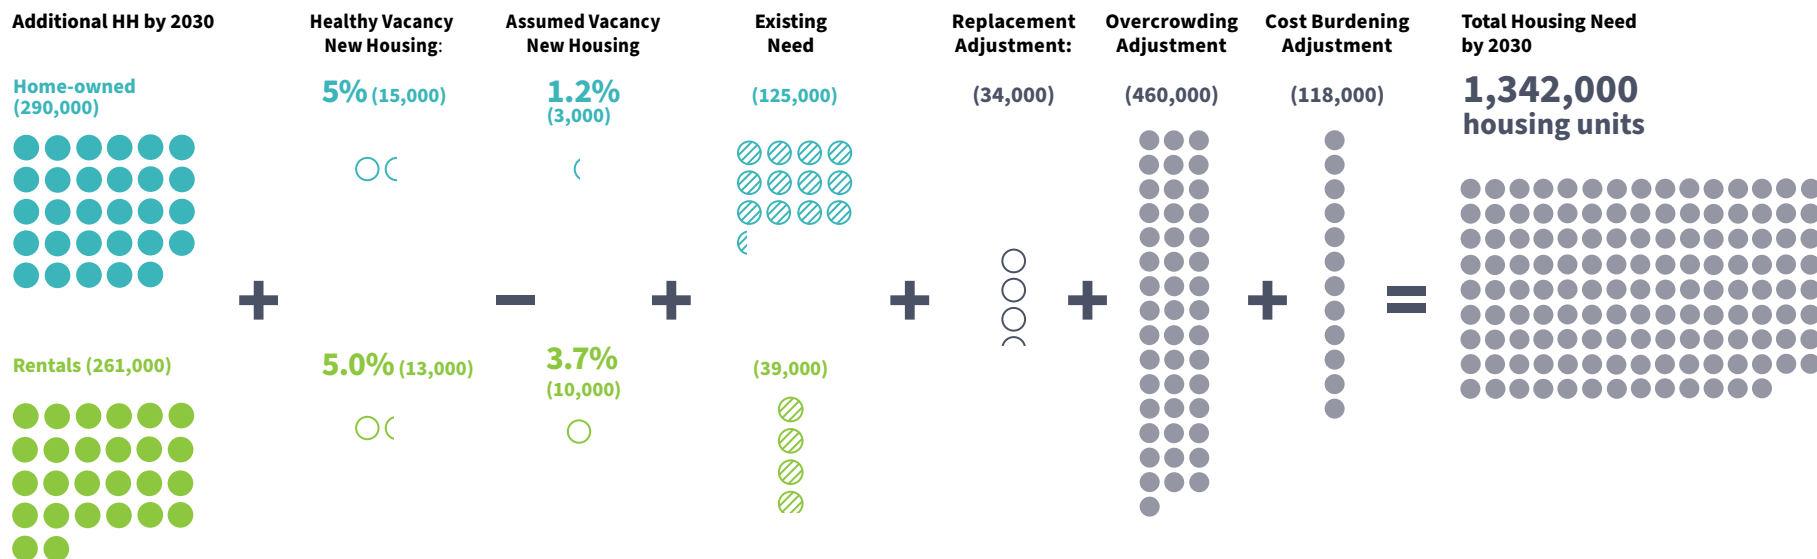 Additional HH by 2030
Home-owned
(290,000)
Rentals (261,000)
Healthy Vacancy
New Housing:
5% (15,000)
5.0% (13,000)
Assumed Vacancy
New Housing
1.2%
(3,000)
3.7%
(10,000)
Existing
Need
(125,000)
(39,000)
Replacement
Adjustment:
(34,000)
Overcrowding
Adjustment
(460,000)
Cost Burdening
Adjustment
(118,000)
Total Housing Need
by 2030
1,342,000
housing units